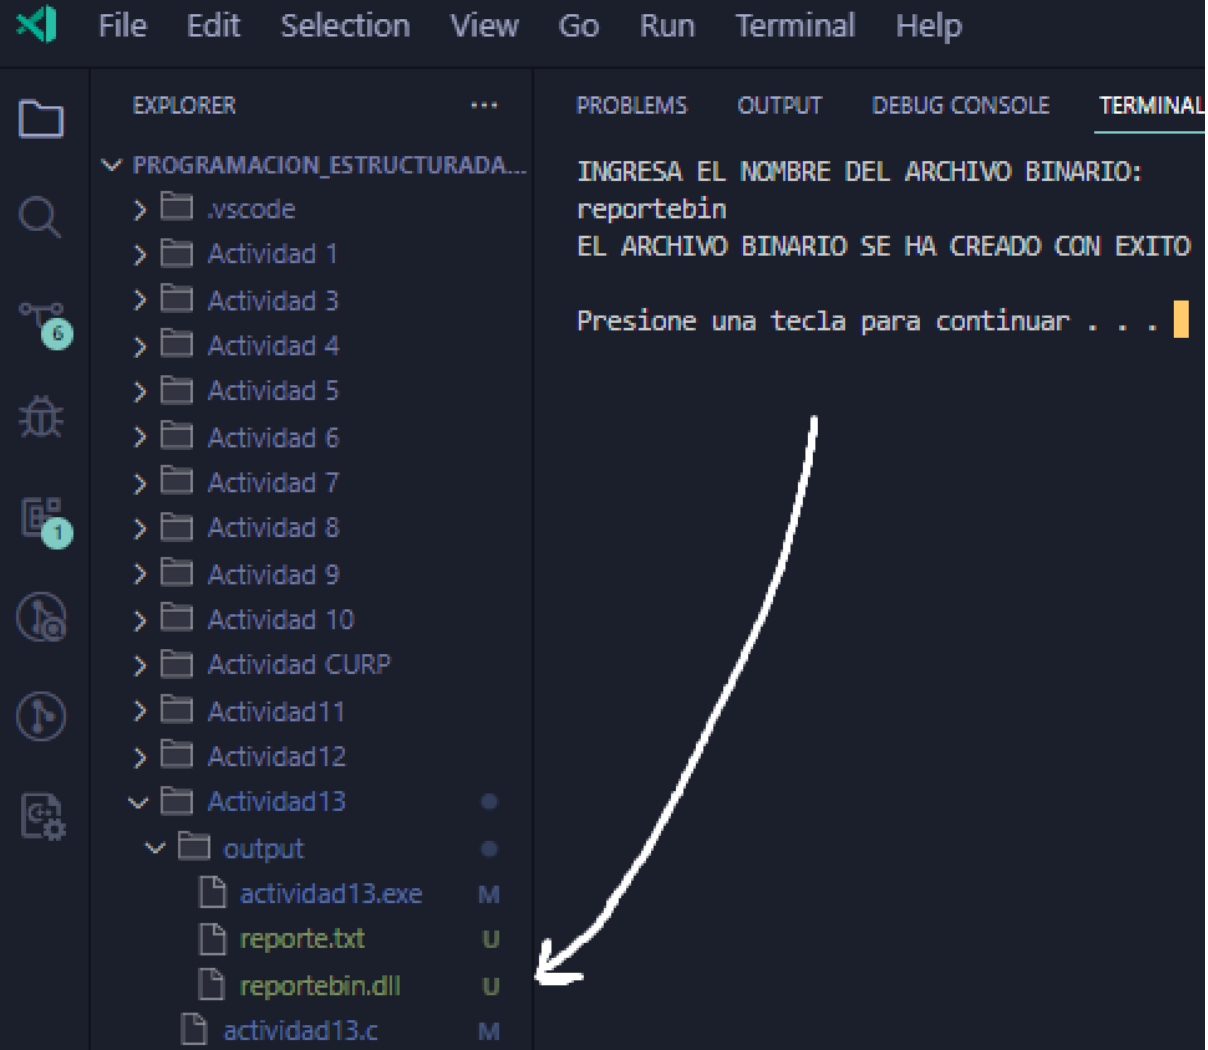 File Edit Selection View Go Run Terminal Help
EXPLORER ...
PROGRAMACION_ESTRUCTURADA...
.vscode
Actividad 1
Actividad 3
Actividad 4
Actividad 5
Actividad 6
Actividad 7
Actividad 8
Actividad 9
Actividad 10
Actividad CURP
Actividad11
Actividad12
Actividad13
output
actividad13.exe M
reporte.txt U
reportebin.dll U
actividad13.c M
6
1
PROBLEMS OUTPUT DEBUG CONSOLE TERMINAL
INGRESA EL NOMBRE DEL ARCHIVO BINARIO:
reportebin
EL ARCHIVO BINARIO SE HA CREADO CON EXITO
Presione una tecla para continuar . . .